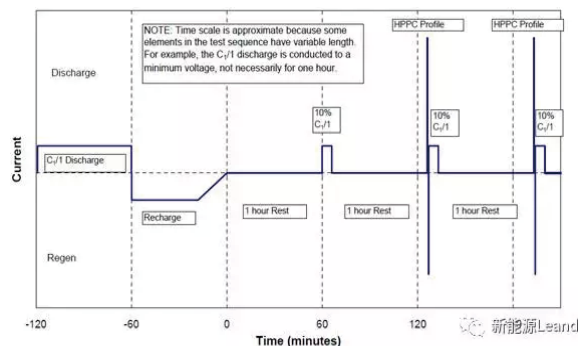 NOTE: Time scale is approximate because some
elements in the test sequence have variable length.
For example, the C₁/1 discharge is conducted to a
minimum voltage, not necessarily for one hour.
HPPC Profile
HPPC Profile
Discharge
10%
C₁/1
10%
C₁/1
10%
C₁/1
C₁/1 Discharge
Current
Recharge
1 hour Rest
1 hour Rest
1 hour Rest
Regen
-120
-60
0
60
120
Time (minutes)
新能源Leand